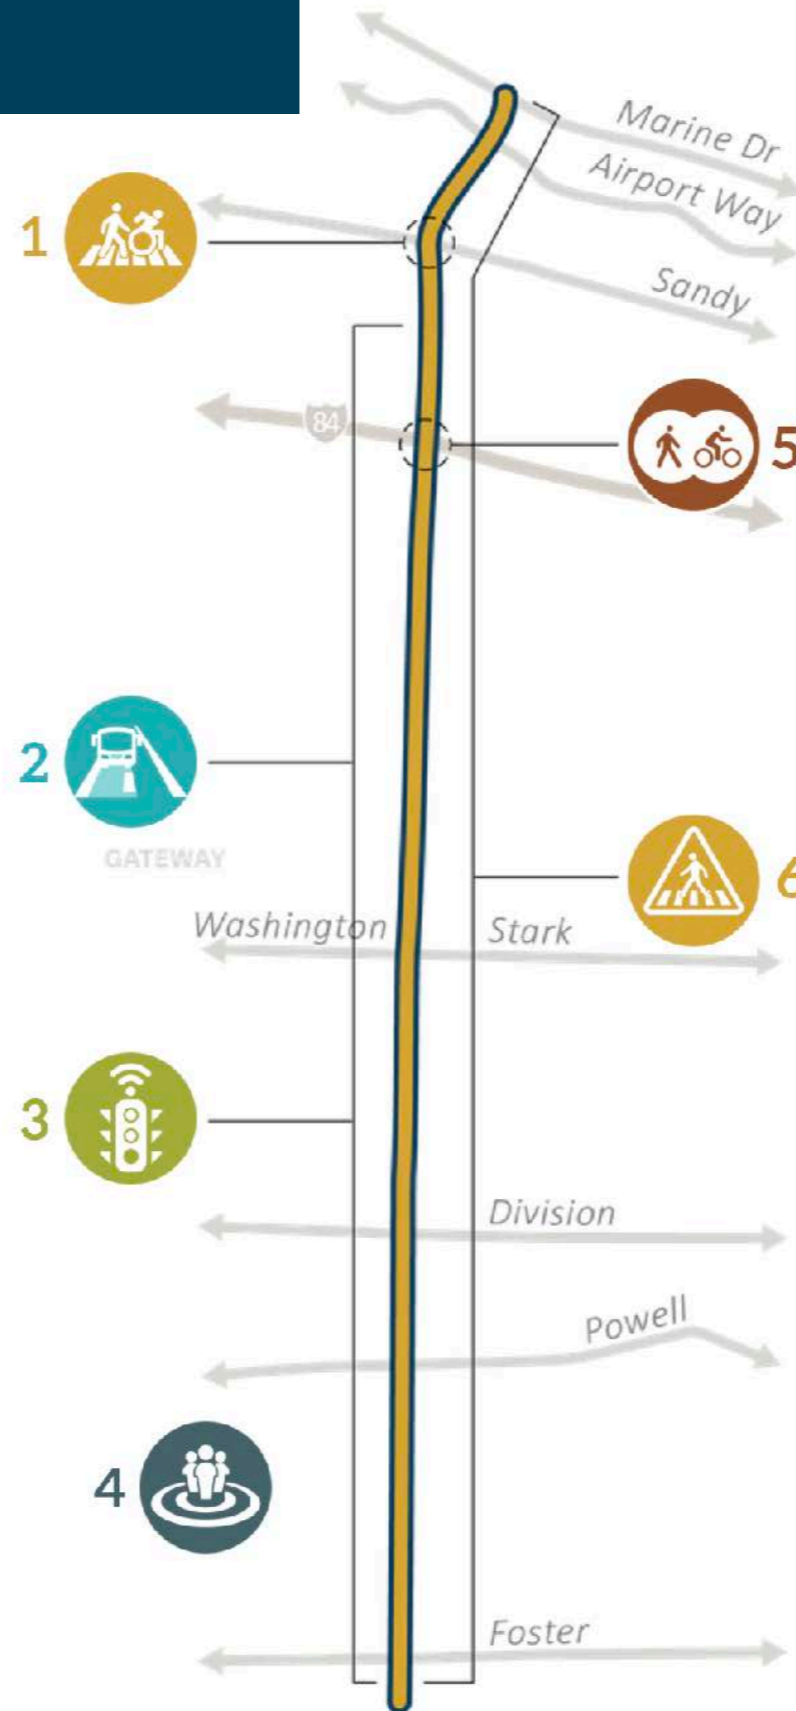 Marine Dr
Airport Way
1
Sandy
84
5
2
GATEWAY
6
Washington
Stark
3
Division
Powell
4
Foster